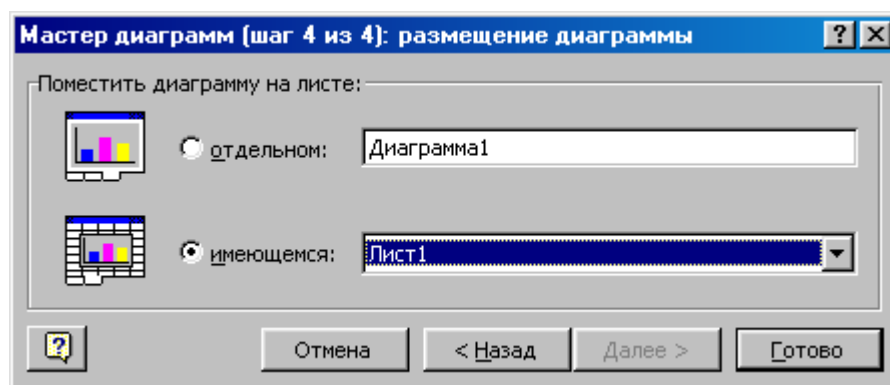 Мастер диаграмм (шаг 4 из 4): размещение диаграммы
Поместить диаграмму на листе:
отдельном: Диаграмма1
имеющемся: Лист1
Отмена < Назад Далее > Готово